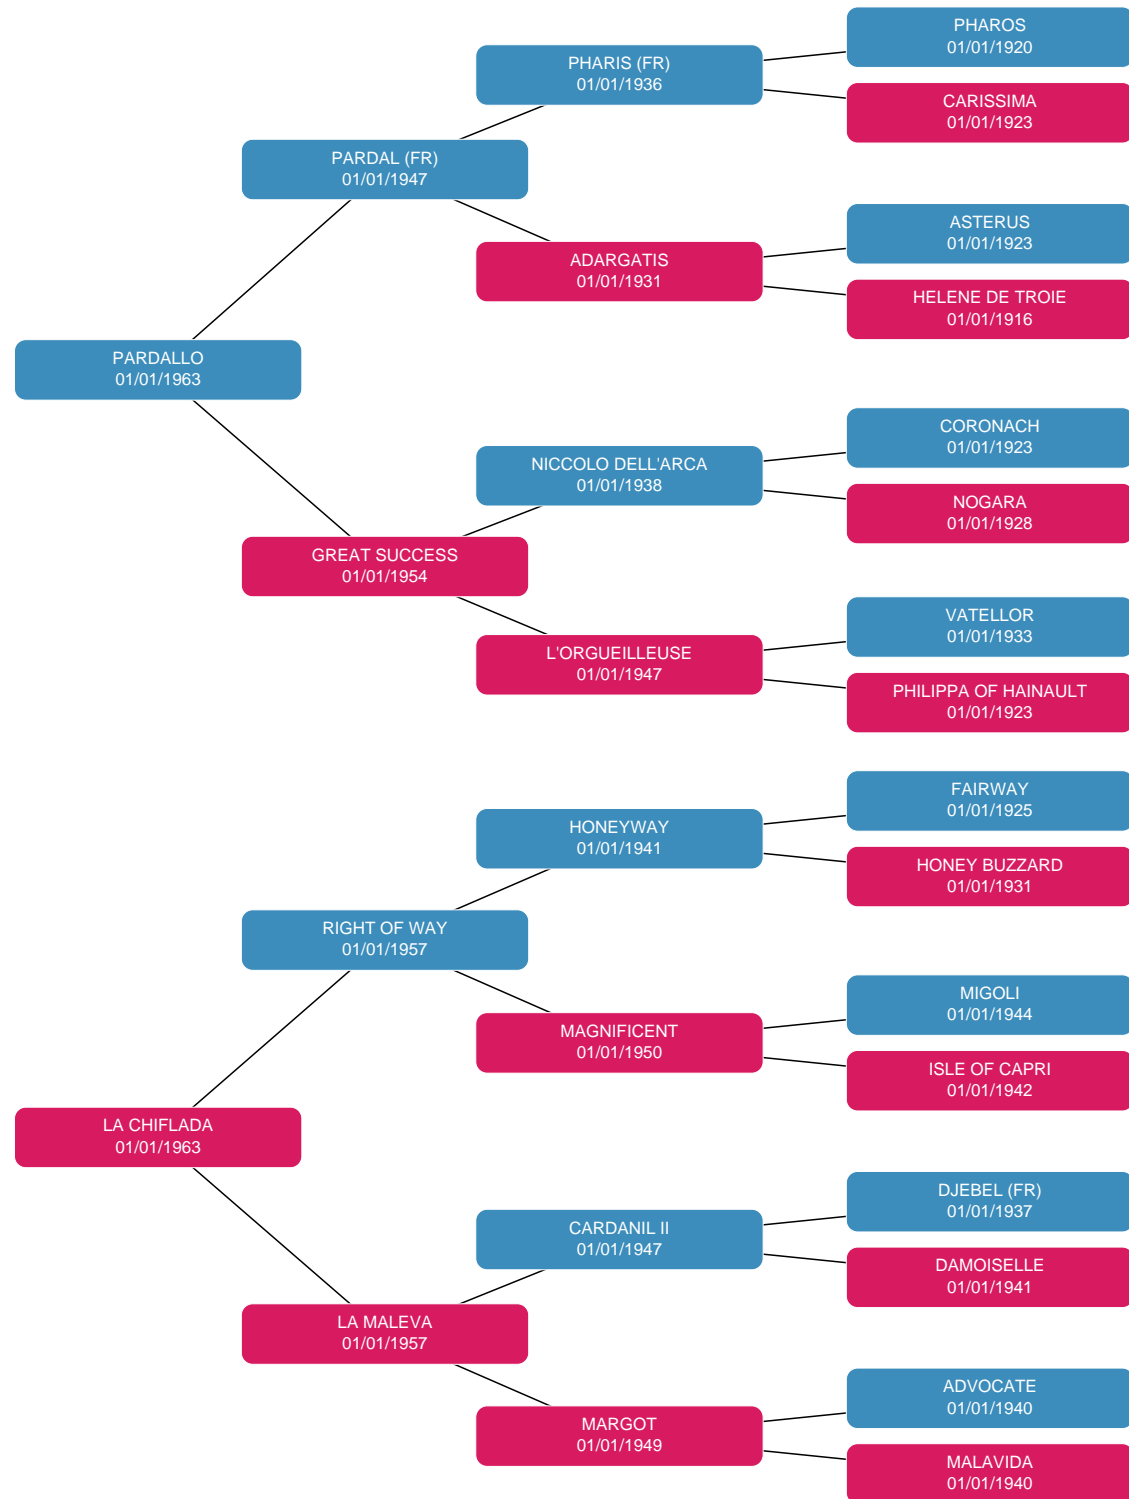 PHAROS
01/01/1920
PHARIS (FR)
01/01/1936
CARISSIMA
01/01/1923
PARDAL (FR)
01/01/1947
ASTERUS
01/01/1923
ADARGATIS
01/01/1931
HELENE DE TROIE
01/01/1916
PARDALLO
01/01/1963
CORONACH
01/01/1923
NICCOLO DELL'ARCA
01/01/1938
NOGARA
01/01/1928
GREAT SUCCESS
01/01/1954
VATELLOR
01/01/1933
L'ORGUEILLEUSE
01/01/1947
PHILIPPA OF HAINAULT
01/01/1923
FAIRWAY
01/01/1925
HONEYWAY
01/01/1941
HONEY BUZZARD
01/01/1931
RIGHT OF WAY
01/01/1957
MIGOLI
01/01/1944
MAGNIFICENT
01/01/1950
ISLE OF CAPRI
01/01/1942
LA CHIFLADA
01/01/1963
DJEBEL (FR)
01/01/1937
CARDANIL II
01/01/1947
DAMOISELLE
01/01/1941
LA MALEVA
01/01/1957
ADVOCATE
01/01/1940
MARGOT
01/01/1949
MALAVIDA
01/01/1940